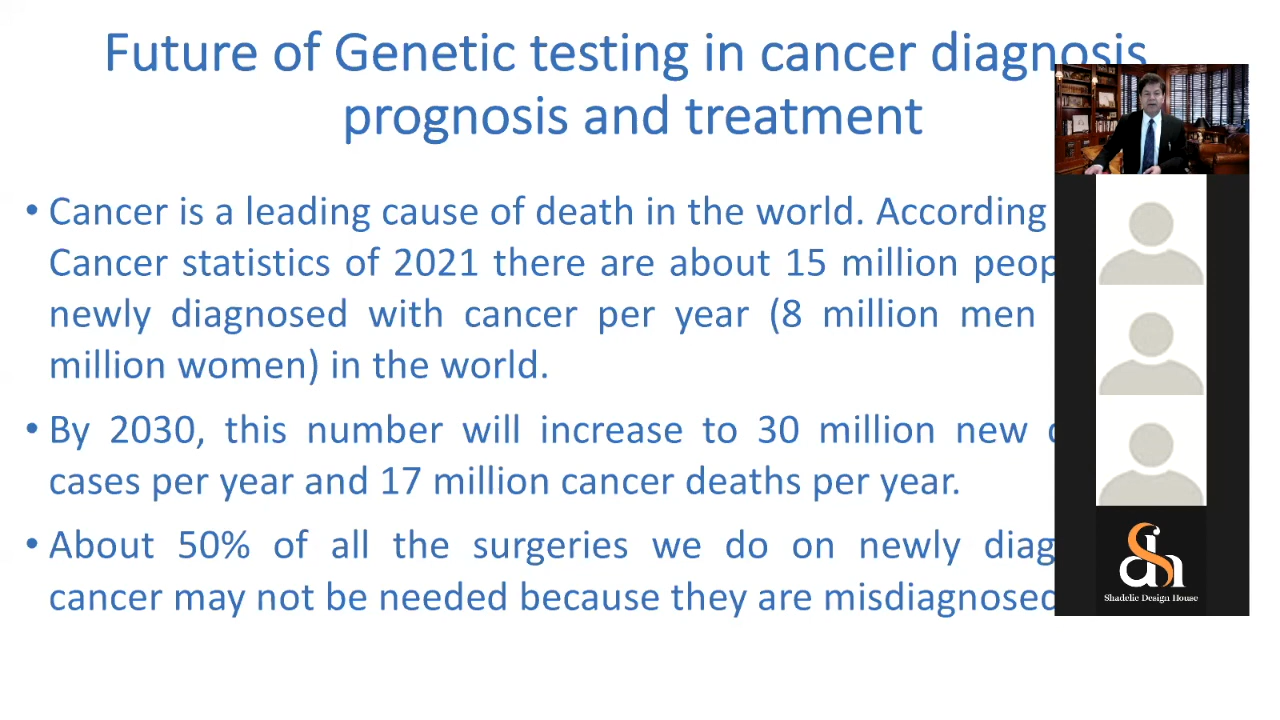 Future of Genetic testing in cancer diagnosis
prognosis and treatment
• Cancer is a leading cause of death in the world. According
Cancer statistics of 2021 there are about 15 million peop
newly diagnosed with cancer per year (8 million men
million women) in the world.
• By 2030, this number will increase to 30 million new
cases per year and 17 million cancer deaths per year.
• About 50% of all the surgeries we do on newly diag
cancer may not be needed because they are misdiagnosed
sh
Shadelic Design House